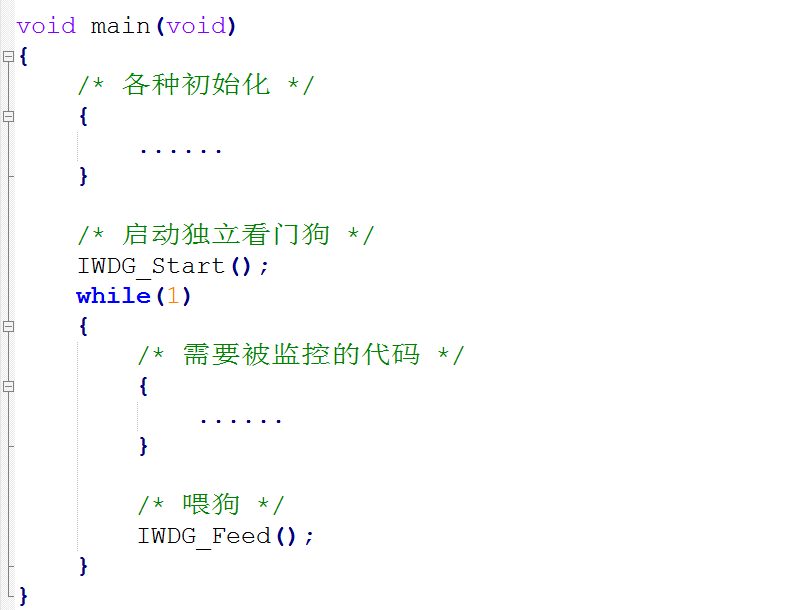 void main(void)
{
/* 各种初始化 */
{
......
}
/* 启动独立看门狗 */
IWDG_Start();
while(1)
{
/* 需要被监控的代码 */
{
......
}
/* 喂狗 */
IWDG_Feed();
}
}